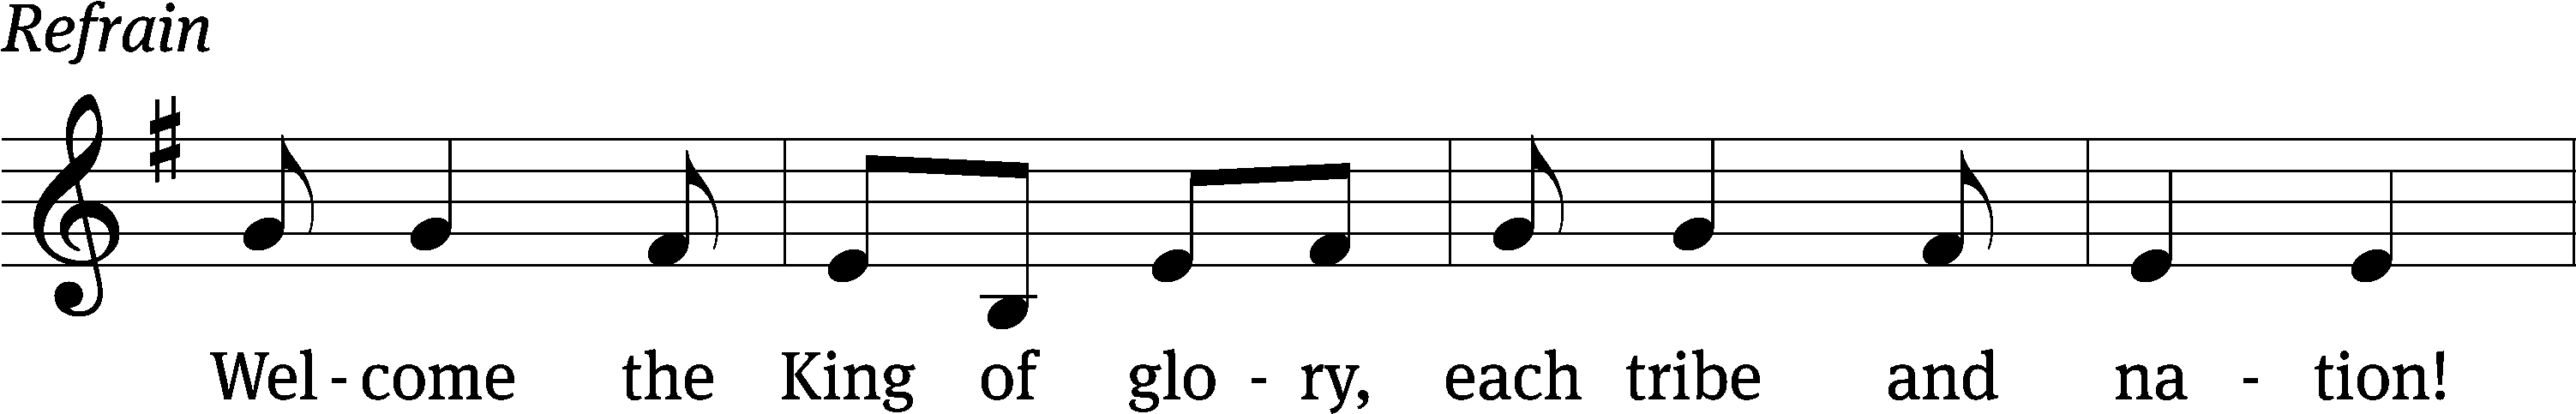 Refrain
Wel - come the King of glo - ry, each tribe and na - tion!